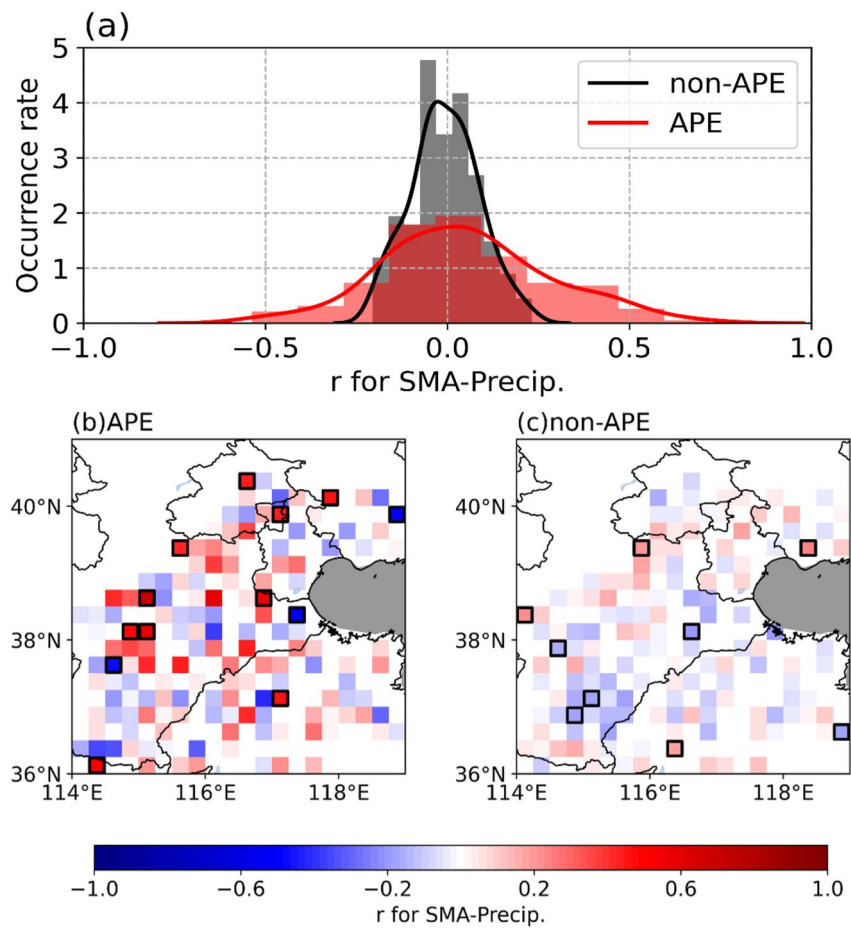 (a)
5
4
3
2
1
0
Occurrence rate
non-APE
APE
−1.0 −0.5 0.0 0.5 1.0
r for SMA-Precip.
(b)APE
(c)non-APE
40°N
38°N
36°N
114°E 116°E 118°E
40°N
38°N
36°N
114°E 116°E 118°E
−1.0 −0.6 −0.2 0.2 0.6 1.0
r for SMA-Precip.